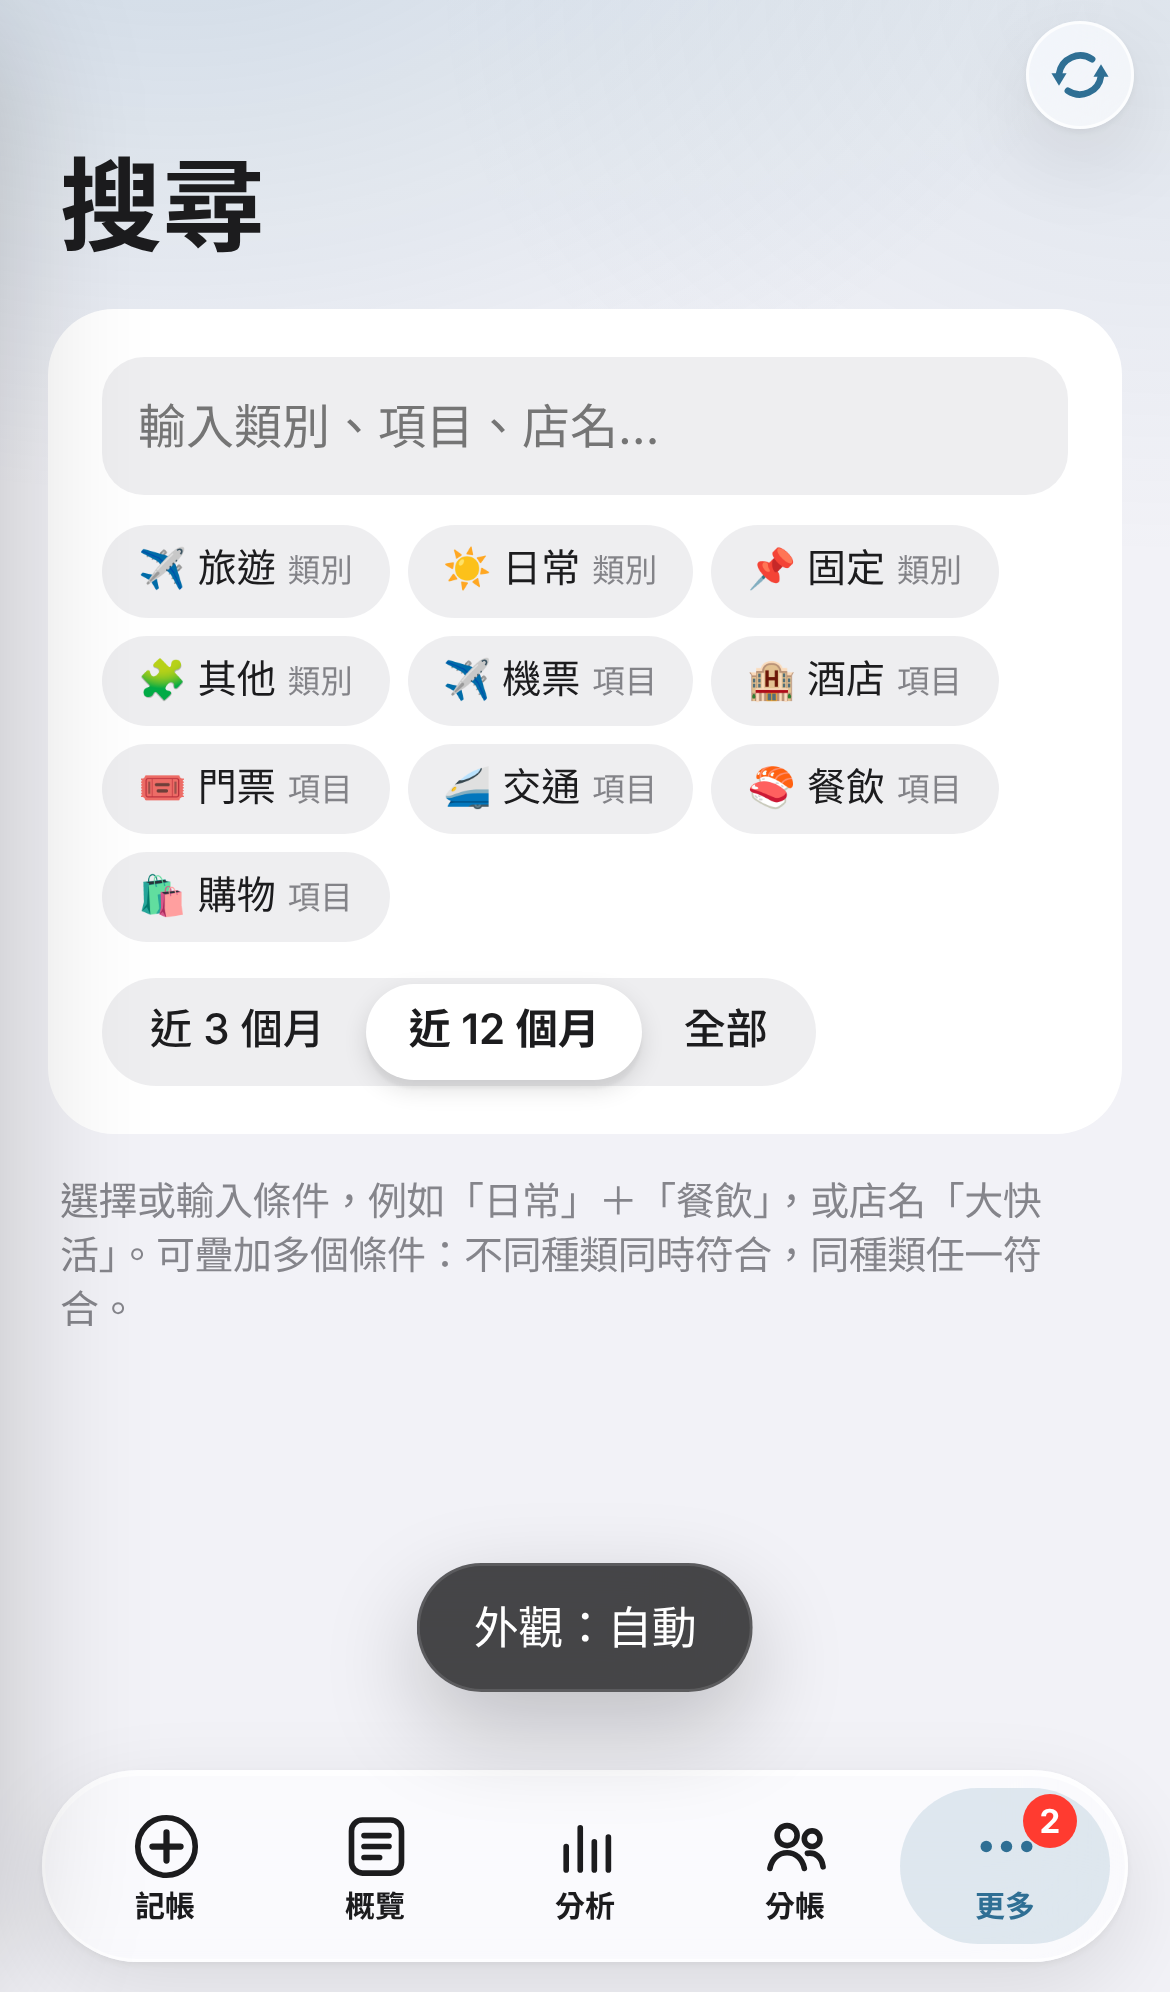 搜尋
輸入類別、項目、店名...
旅遊 類別 日常 類別 固定 類別
其他 類別 機票 項目 酒店 項目
門票 項目 交通 項目 餐飲 項目
購物 項目
近 3 個月 近 12 個月 全部
選擇或輸入條件，例如「日常」＋「餐飲」，或店名「大快
活」。可疊加多個條件：不同種類同時符合，同種類任一符
合。
外觀：自動
2
記帳 概覽 分析 分帳 更多